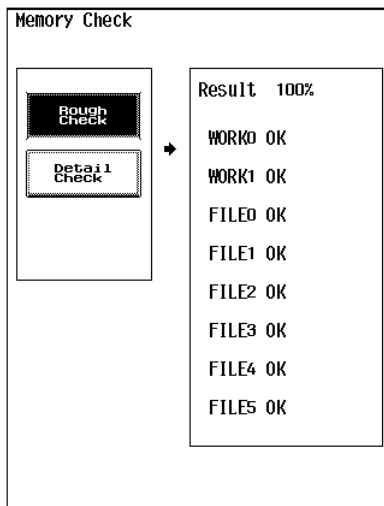 Memory Check
Rough
Check
Detail
Check
Result 100%
WORK0 OK
WORK1 OK
FILE0 OK
FILE1 OK
FILE2 OK
FILE3 OK
FILE4 OK
FILE5 OK